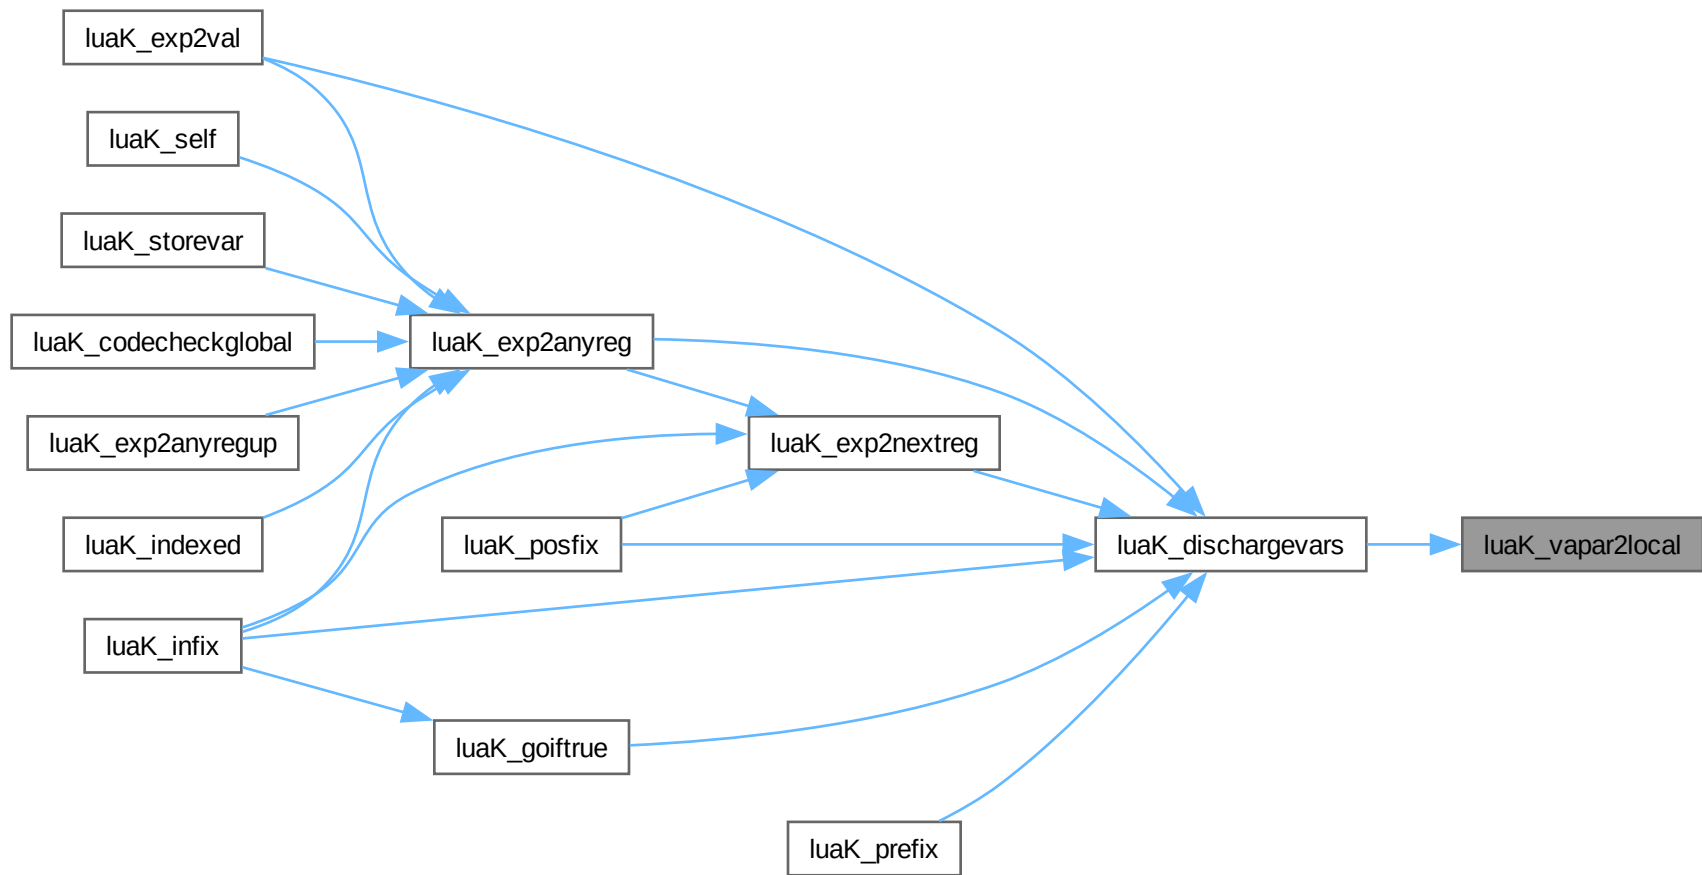 luaK_exp2val
luaK_self
luaK_storevar
luaK_codecheckglobal
luaK_exp2anyreg
luaK_exp2anyregup
luaK_exp2nextreg
luaK_indexed
luaK_posfix
luaK_dischargevars
luaK_vapar2local
luaK_infix
luaK_goiftrue
luaK_prefix